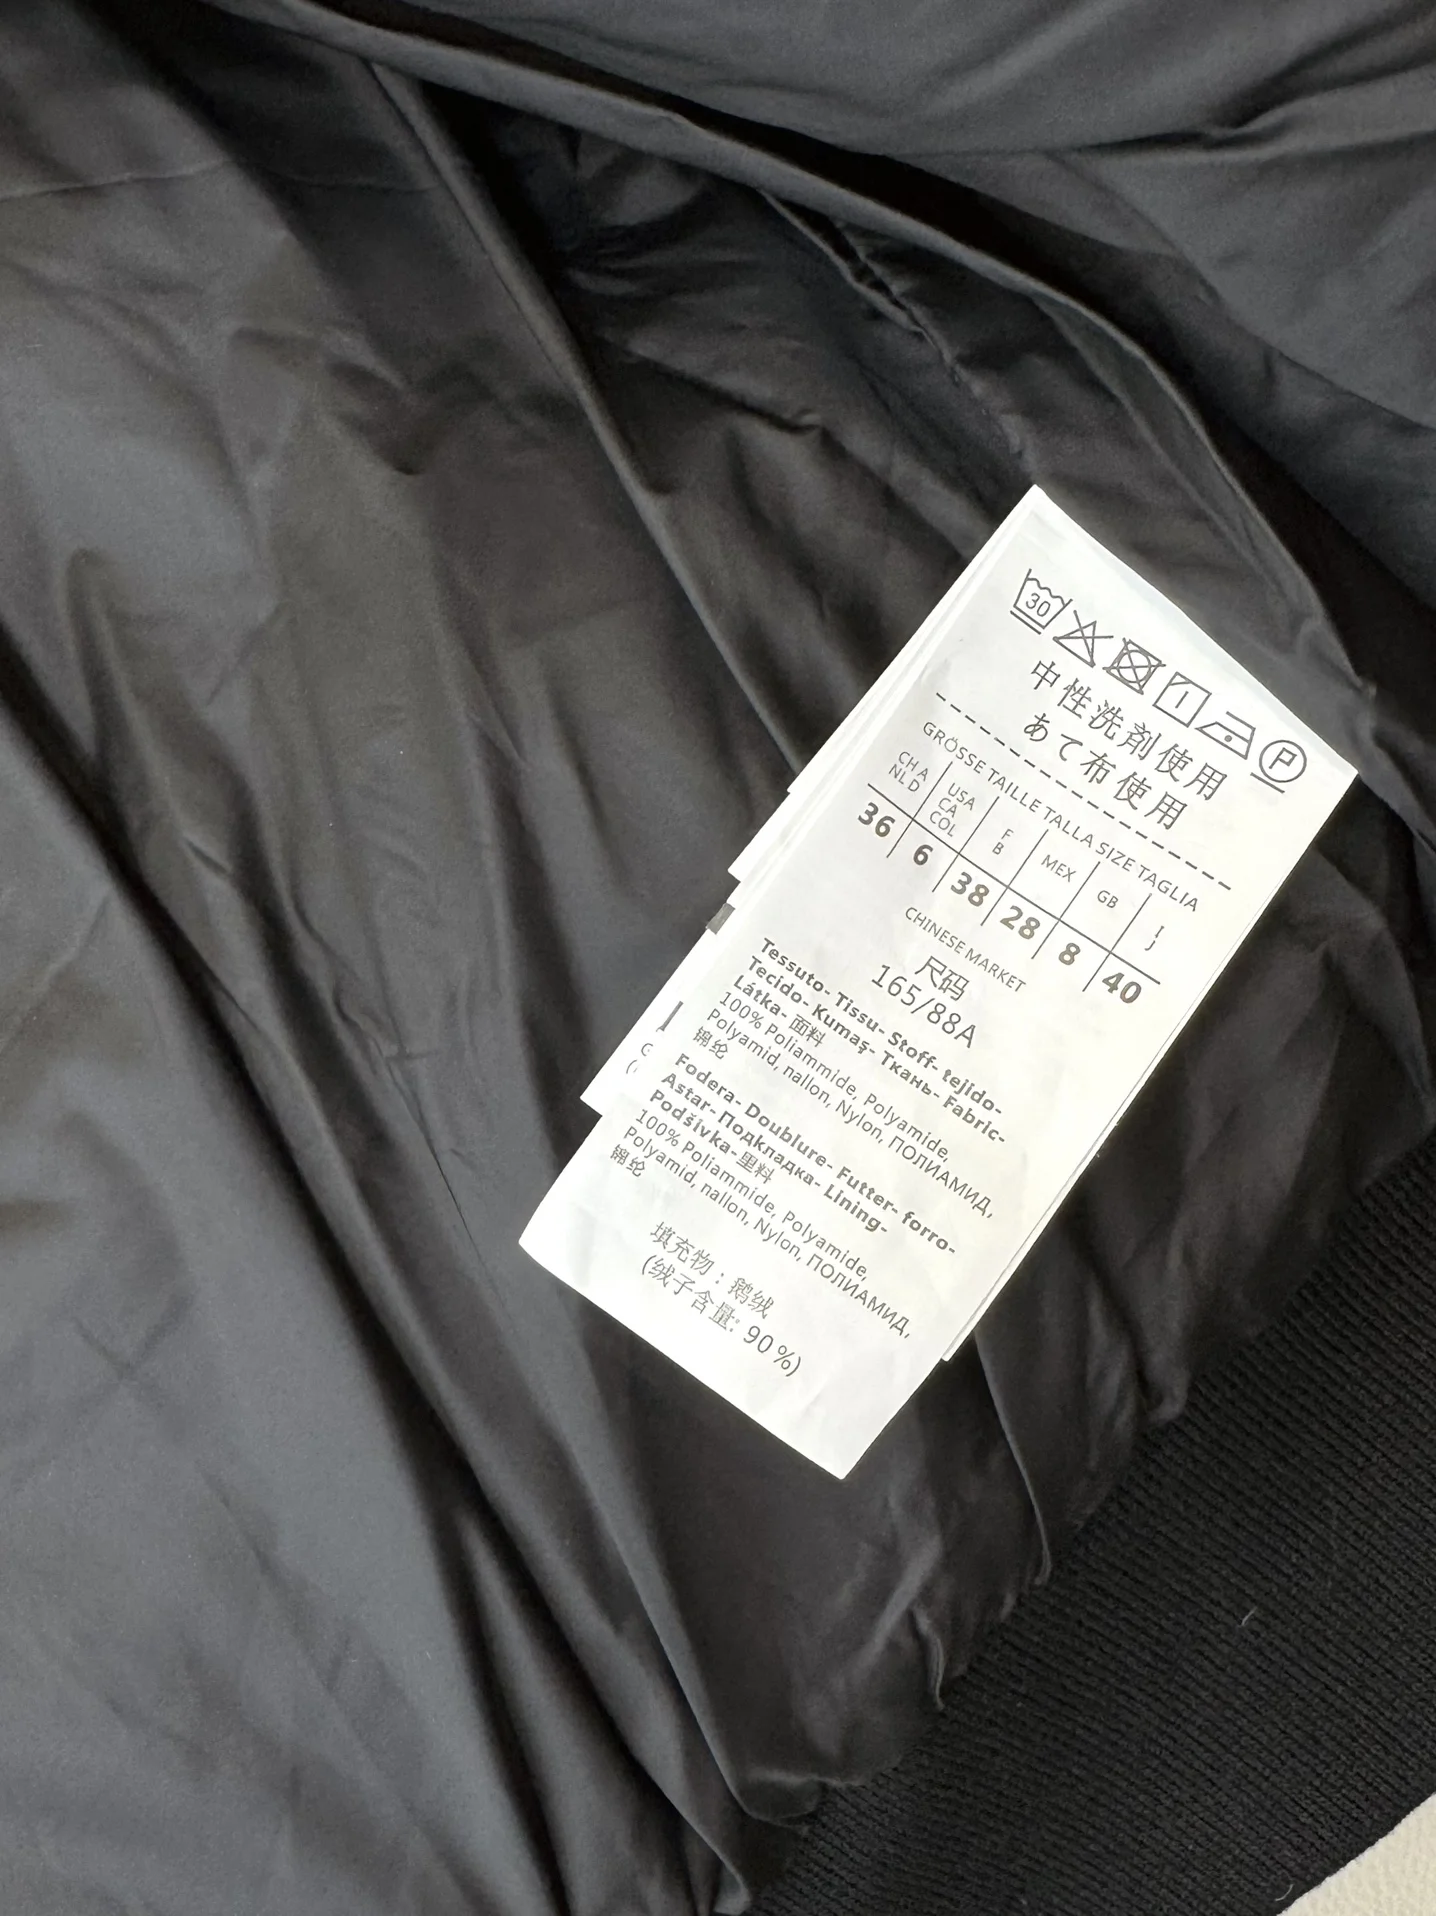 30
P
中性洗剤使用
あて布使用
GRÖSSE TAILLE TALLA SIZE TAGLIA
CH A NL D | USA CA COL | F B | MEX | GB | I J
36 | 6 | 38 | 28 | 8 | 40
CHINESE MARKET
尺码
165/88A
Tessuto- Tissu- Stoff- tejido-
Tecido- Kumaş- Ткань- Fabric-
Látka- 面料
100% Poliammide, Polyamide,
Polyamid, nallon, Nylon, ПОЛИАМИД,
锦纶
Fodera- Doublure- Futter- forro-
Astar- Подкладка- Lining-
Podšívka- 里料
100% Poliammide, Polyamide,
Polyamid, nallon, Nylon, ПОЛИАМИД,
锦纶
填充物：鹅绒
(绒子含量: 90%)